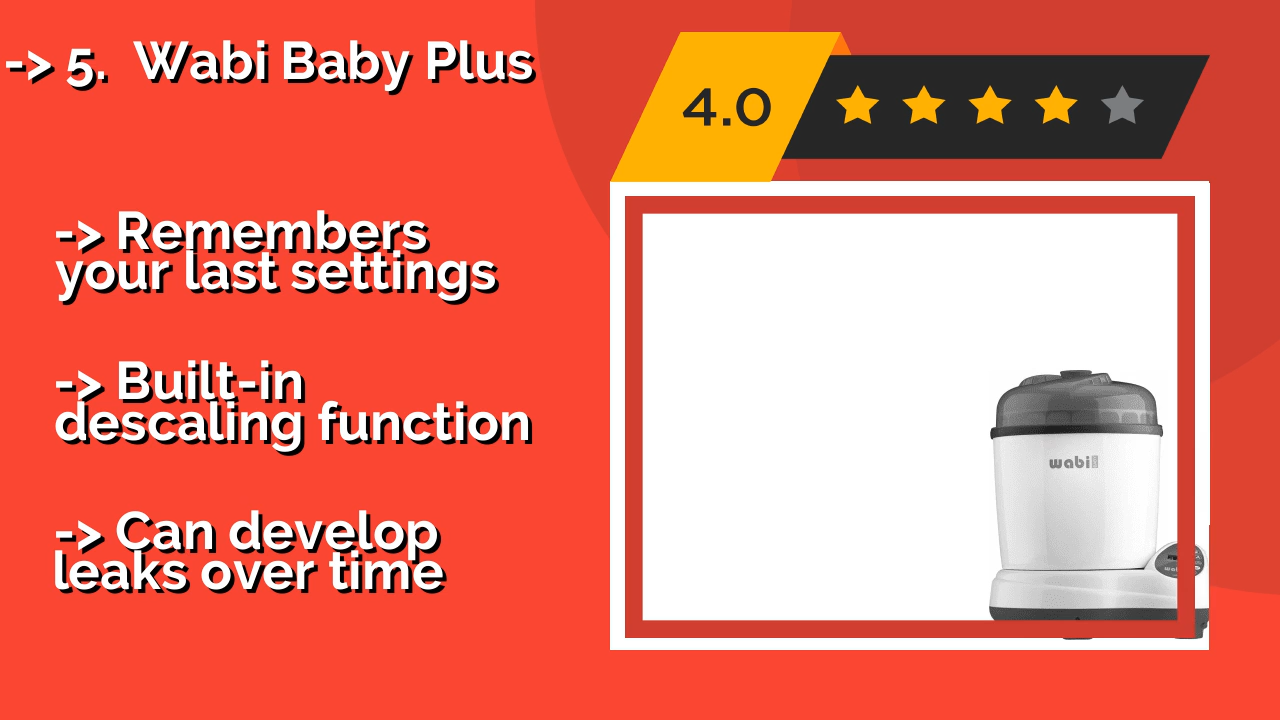 -> 5.  Wabi Baby Plus
4.0
-> Remembers
your last settings
-> Built-in
descaling function
-> Can develop
leaks over time
wabi